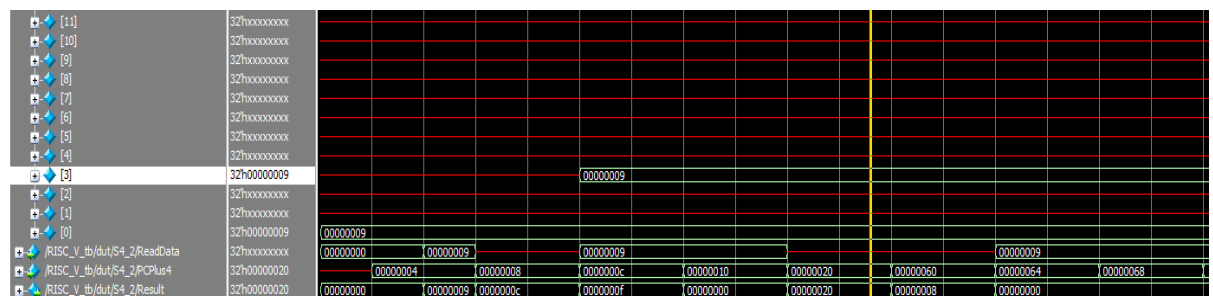 [11] 32'hxxxxxxxx
[10] 32'hxxxxxxxx
[9] 32'hxxxxxxxx
[8] 32'hxxxxxxxx
[7] 32'hxxxxxxxx
[6] 32'hxxxxxxxx
[5] 32'hxxxxxxxx
[4] 32'hxxxxxxxx
[3] 32'h00000009 00000009
[2] 32'hxxxxxxxx
[1] 32'hxxxxxxxx
[0] 32'h00000009 00000009
/RISC_V_tb/dut/S4_2/ReadData 32'hxxxxxxxx 00000000 00000009 00000009 00000009
/RISC_V_tb/dut/S4_2/PCPlus4 32'h00000020 00000004 00000008 0000000c 00000010 00000020 00000060 00000064 00000068
/RISC_V_tb/dut/S4_2/Result 32'h00000020 00000000 00000009 0000000c 0000000f 00000000 00000020 00000008 00000000